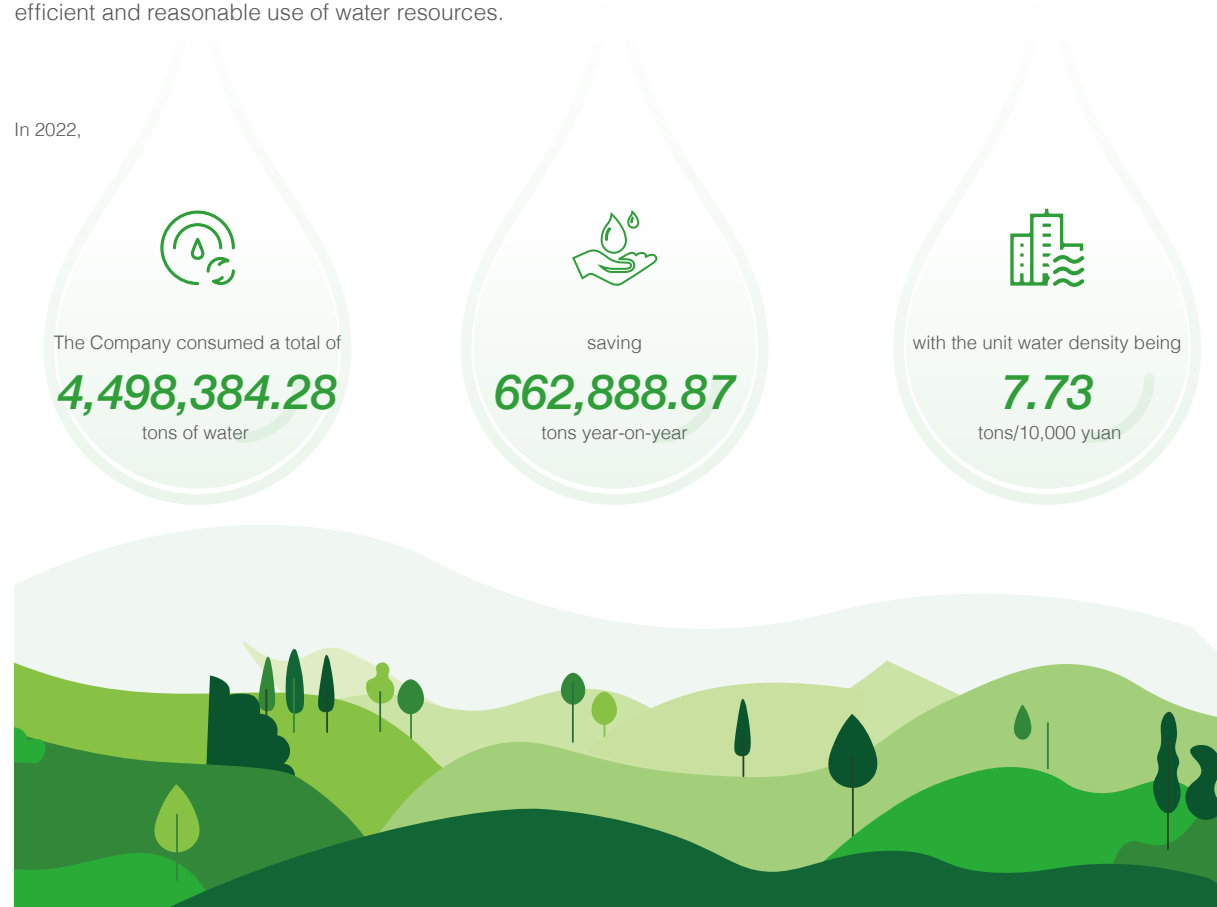 efficient and reasonable use of water resources.
In 2022,
The Company consumed a total of
4,498,384.28
tons of water
saving
662,888.87
tons year-on-year
with the unit water density being
7.73
tons/10,000 yuan